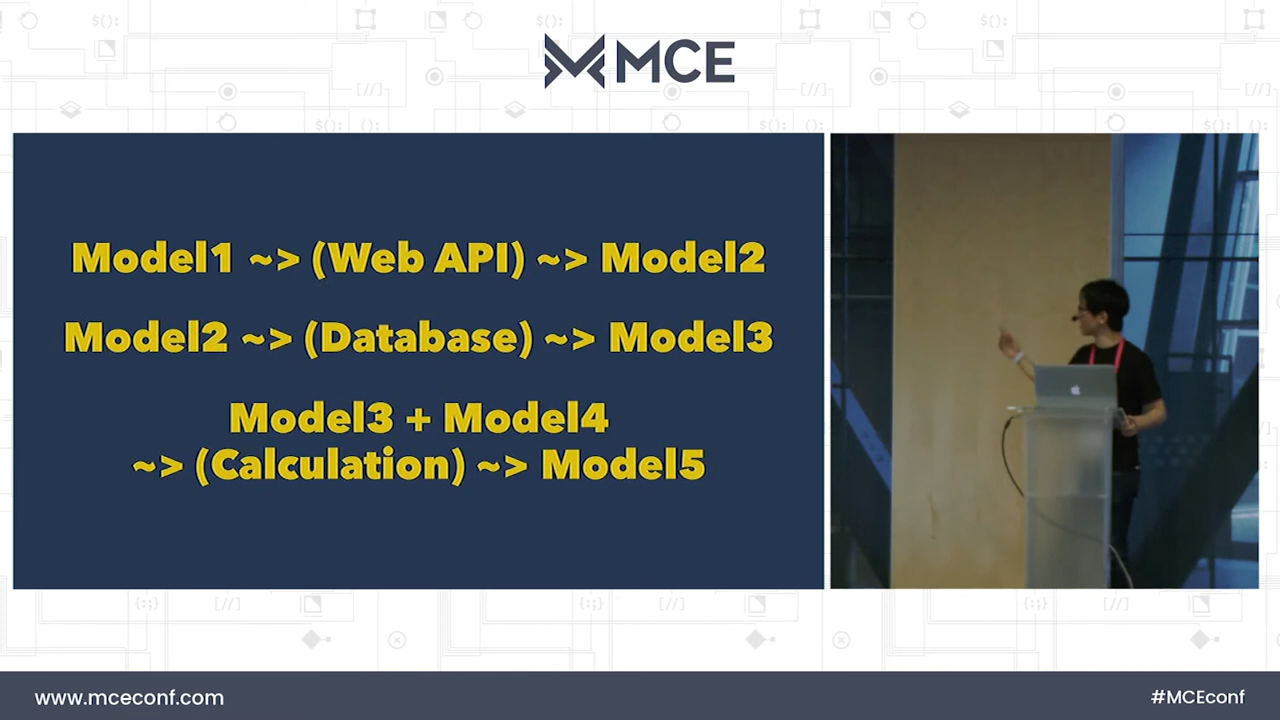 MCE
Model1 ~> (Web API) ~> Model2
Model2 ~> (Database) ~> Model3
Model3 + Model4
~> (Calculation) ~> Model5
www.mceconf.com
#MCEconf